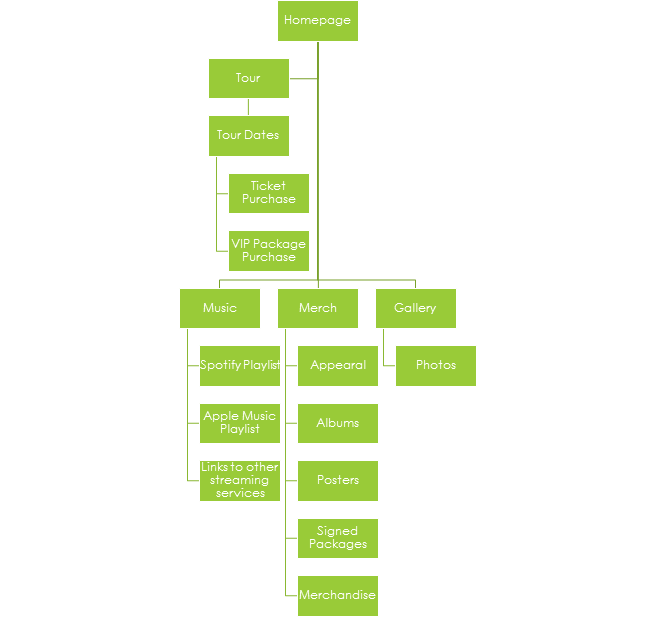 Homepage
Tour
Tour Dates
Ticket
Purchase
VIP Package
Purchase
Music
Merch
Gallery
Spotify Playlist
Appearal
Photos
Apple Music
Playlist
Albums
Links to other
streaming
services
Posters
Signed
Packages
Merchandise